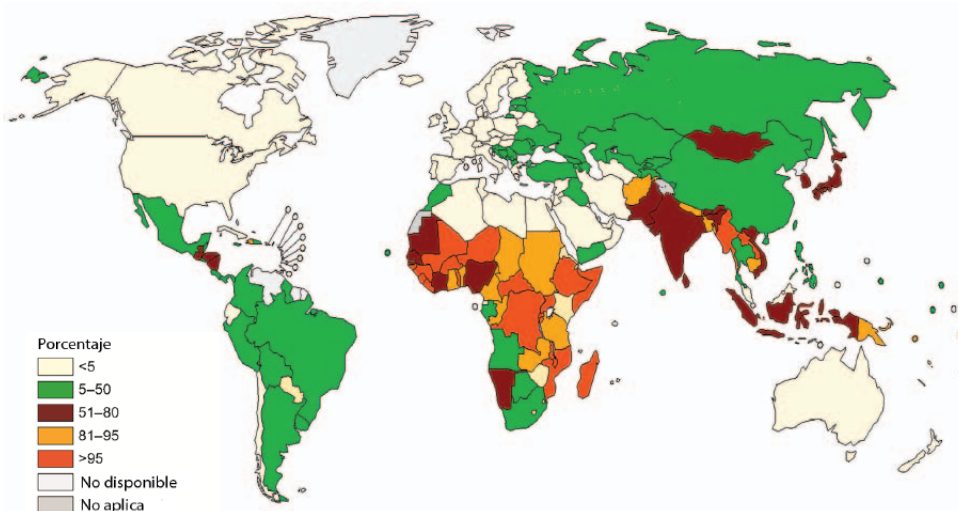 Porcentaje
<5
5–50
51–80
81–95
>95
No disponible
No aplica